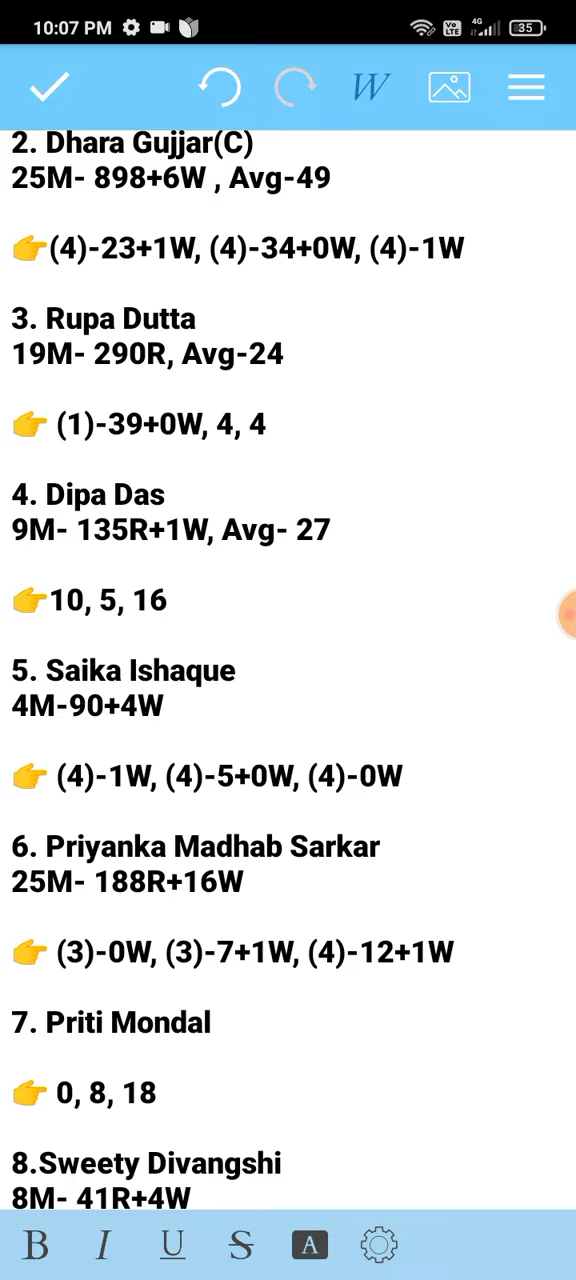 10:07 PM
Vo LTE
4G
35
W
2. Dhara Gujjar(C)
25M- 898+6W , Avg-49
👉(4)-23+1W, (4)-34+0W, (4)-1W
3. Rupa Dutta
19M- 290R, Avg-24
👉 (1)-39+0W, 4, 4
4. Dipa Das
9M- 135R+1W, Avg- 27
👉10, 5, 16
5. Saika Ishaque
4M-90+4W
👉 (4)-1W, (4)-5+0W, (4)-0W
6. Priyanka Madhab Sarkar
25M- 188R+16W
👉 (3)-0W, (3)-7+1W, (4)-12+1W
7. Priti Mondal
👉 0, 8, 18
8.Sweety Divangshi
8M- 41R+4W
B I U S A